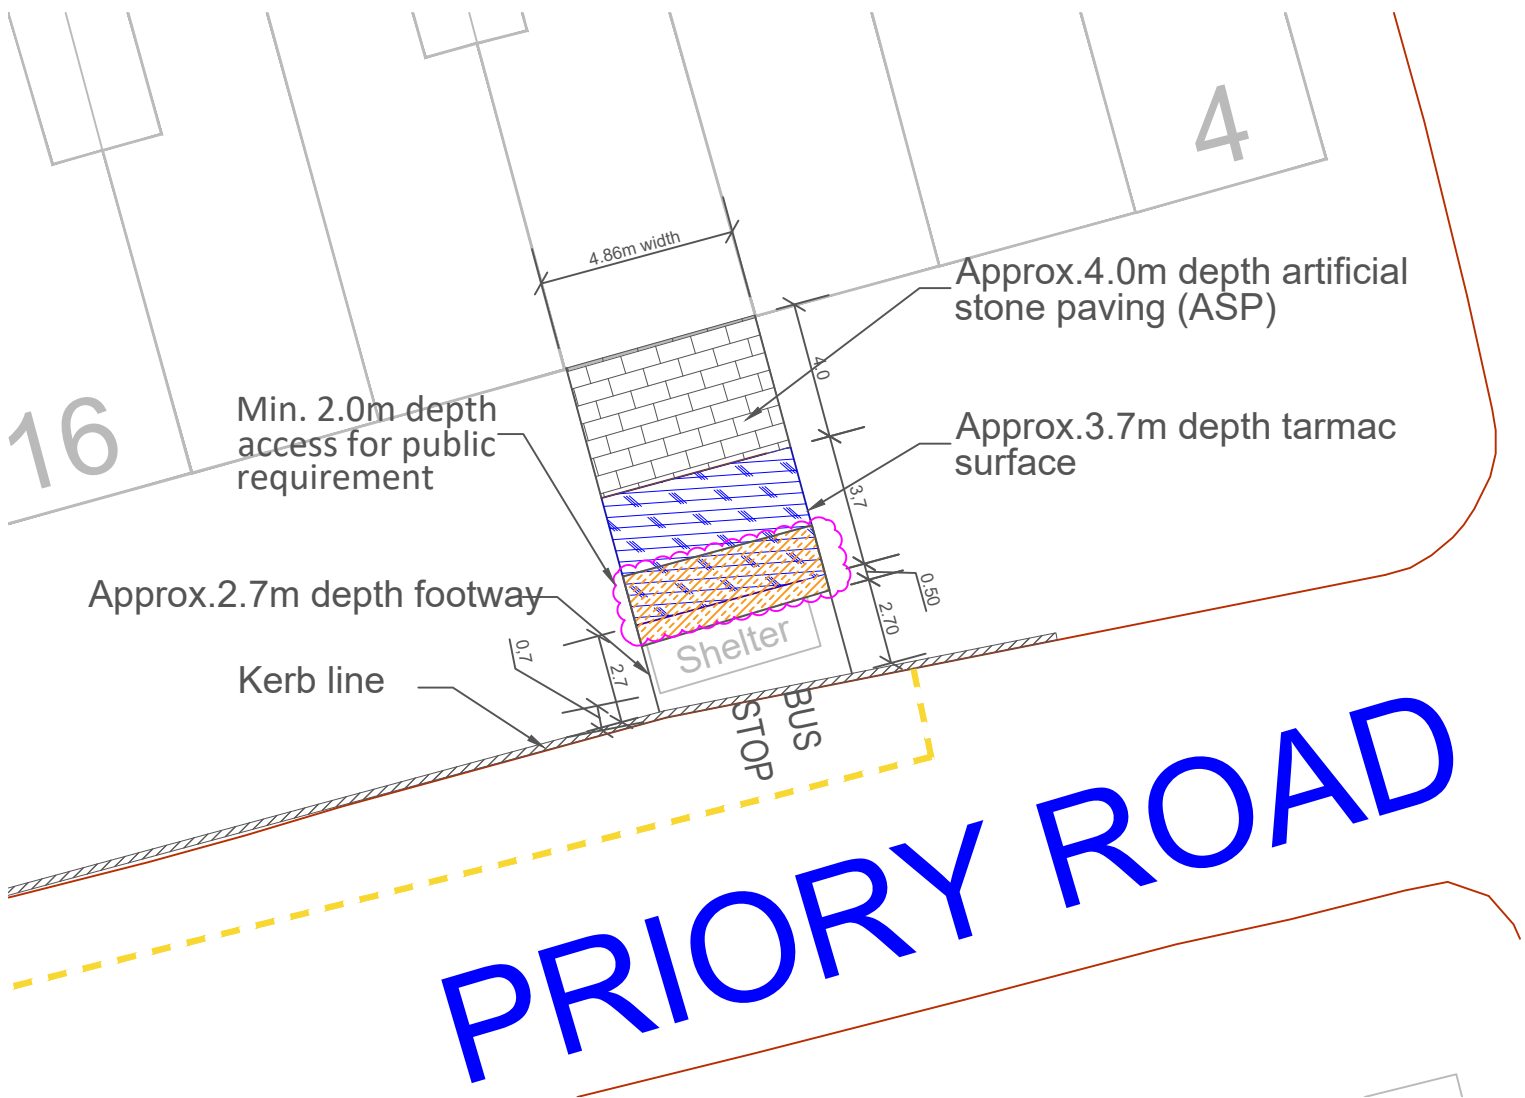 4
4.86m width
Approx.4.0m depth artificial
stone paving (ASP)
4.0
16
Min. 2.0m depth
access for public
requirement
Approx.3.7m depth tarmac
surface
3,7
Approx.2.7m depth footway
0.50
2.70
0,7
2.7
Shelter
Kerb line
BUS
STOP
PRIORY ROAD